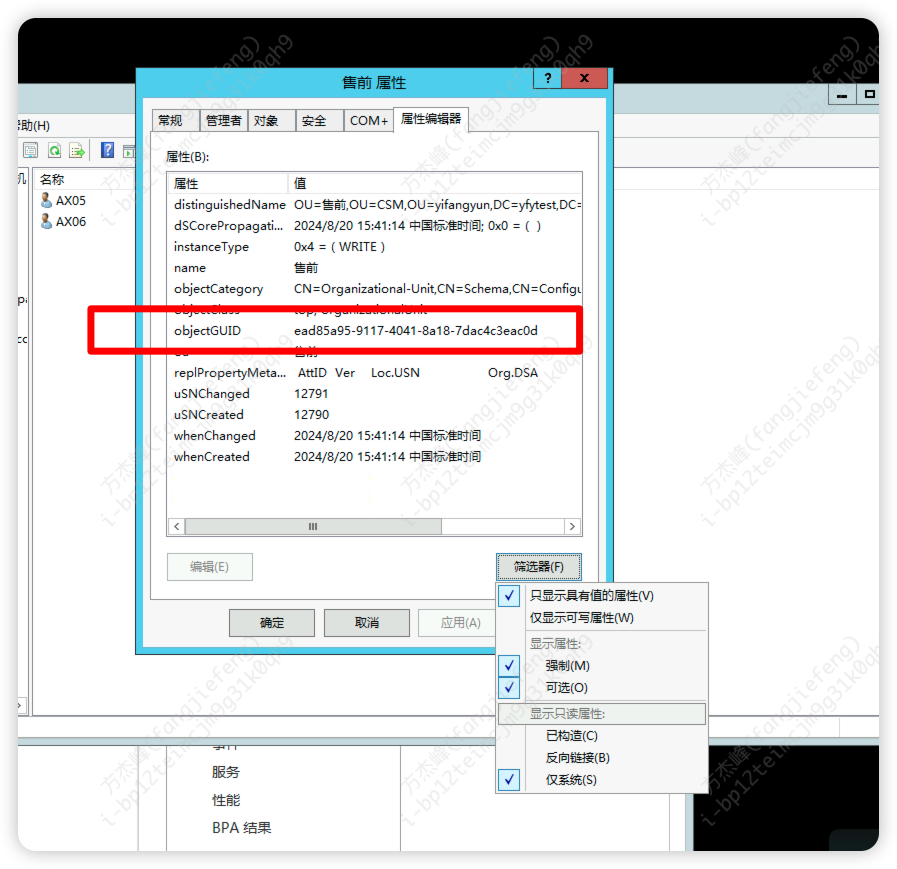 售前 属性
?
x
帮助(H)
常规
管理者
对象
安全
COM+
属性编辑器
属性(B):
机
名称
AX05
AX06
属性 值
distinguishedName OU=售前,OU=CSM,OU=yifangyun,DC=yfytest,DC=
dSCorePropagati... 2024/8/20 15:41:14 中国标准时间; 0x0 = ( )
instanceType 0x4 = ( WRITE )
name 售前
objectCategory CN=Organizational-Unit,CN=Schema,CN=Configu
objectClass top; organizationalUnit
objectGUID ead85a95-9117-4041-8a18-7dac4c3eac0d
ou 售前
replPropertyMeta... AttID Ver Loc.USN Org.DSA
uSNChanged 12791
uSNCreated 12790
whenChanged 2024/8/20 15:41:14 中国标准时间
whenCreated 2024/8/20 15:41:14 中国标准时间
编辑(E)
筛选器(F)
确定
取消
应用(A)
只显示具有值的属性(V)
仅显示可写属性(W)
显示属性:
强制(M)
可选(O)
显示只读属性:
已构造(C)
反向链接(B)
仅系统(S)
事件
服务
性能
BPA 结果
方杰峰(fangjiefeng)
i-bp12teimcjm9g31k0qh9